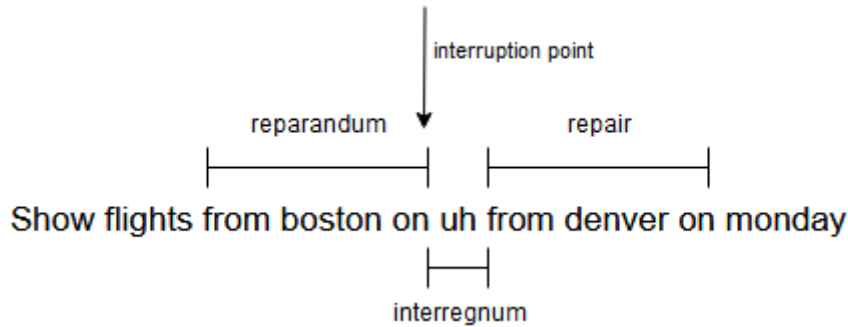 interruption point
reparandum repair
Show flights from boston on uh from denver on monday
interregnum